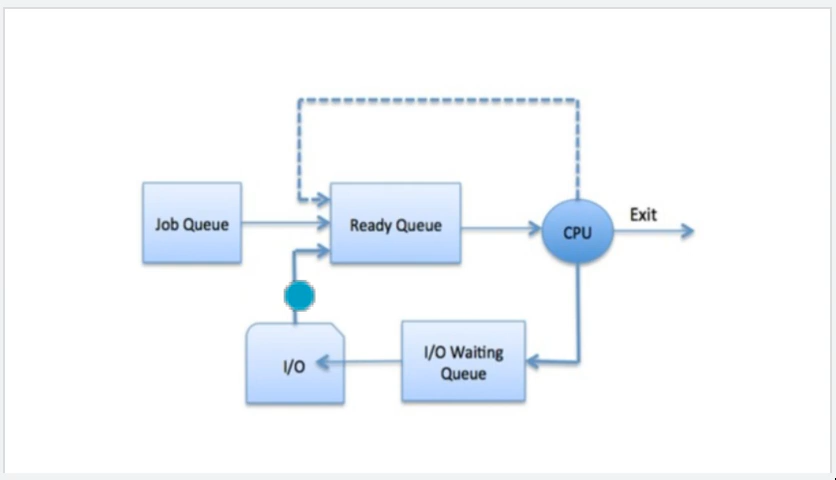 Job Queue
Ready Queue
CPU
Exit
I/O
I/O Waiting
Queue